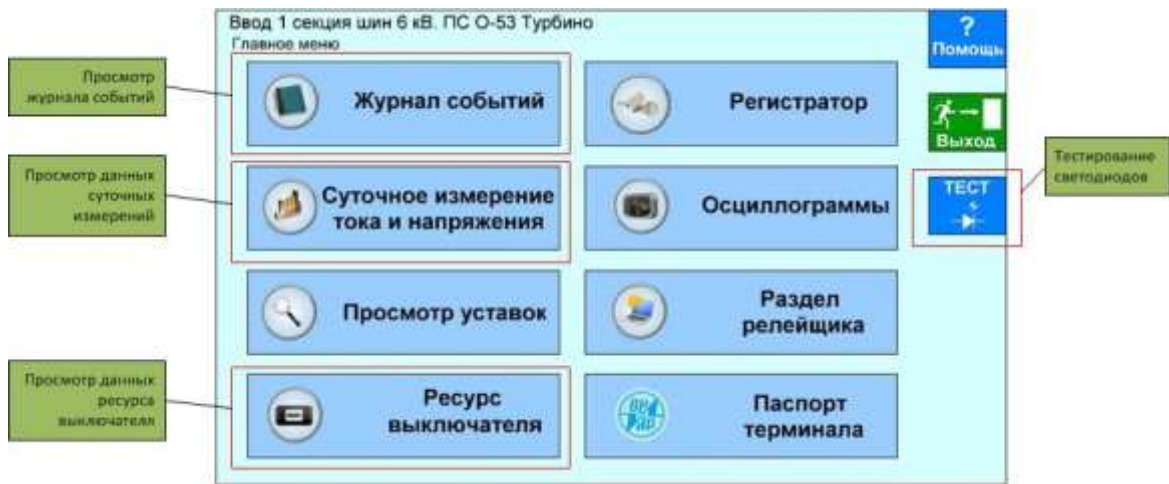 Ввод 1 секция шин 6 кВ. ПС О-53 Турбино
Главное меню
?
Помощь
Просмотр
журнала событий
Журнал событий
Регистратор
Выход
Просмотр данных
суточных
измерений
Суточное измерение
тока и напряжения
Осциллограммы
ТЕСТ
Тестирование
светодиодов
Просмотр уставок
Раздел
релейщика
Просмотр данных
ресурса
выключателя
Ресурс
выключателя
Паспорт
терминала